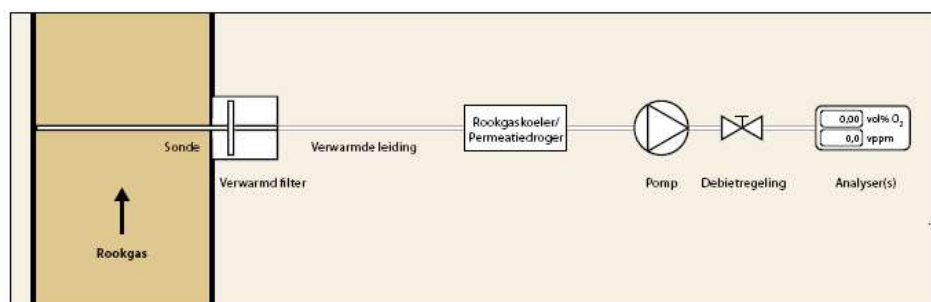 Rookgaskoeler/
Permeatiedroger
0,00 vol% O2
0,0 vppm
Sonde
Verwarmde leiding
Verwarmd filter
Pomp
Debietregeling
Analyser(s)
Rookgas